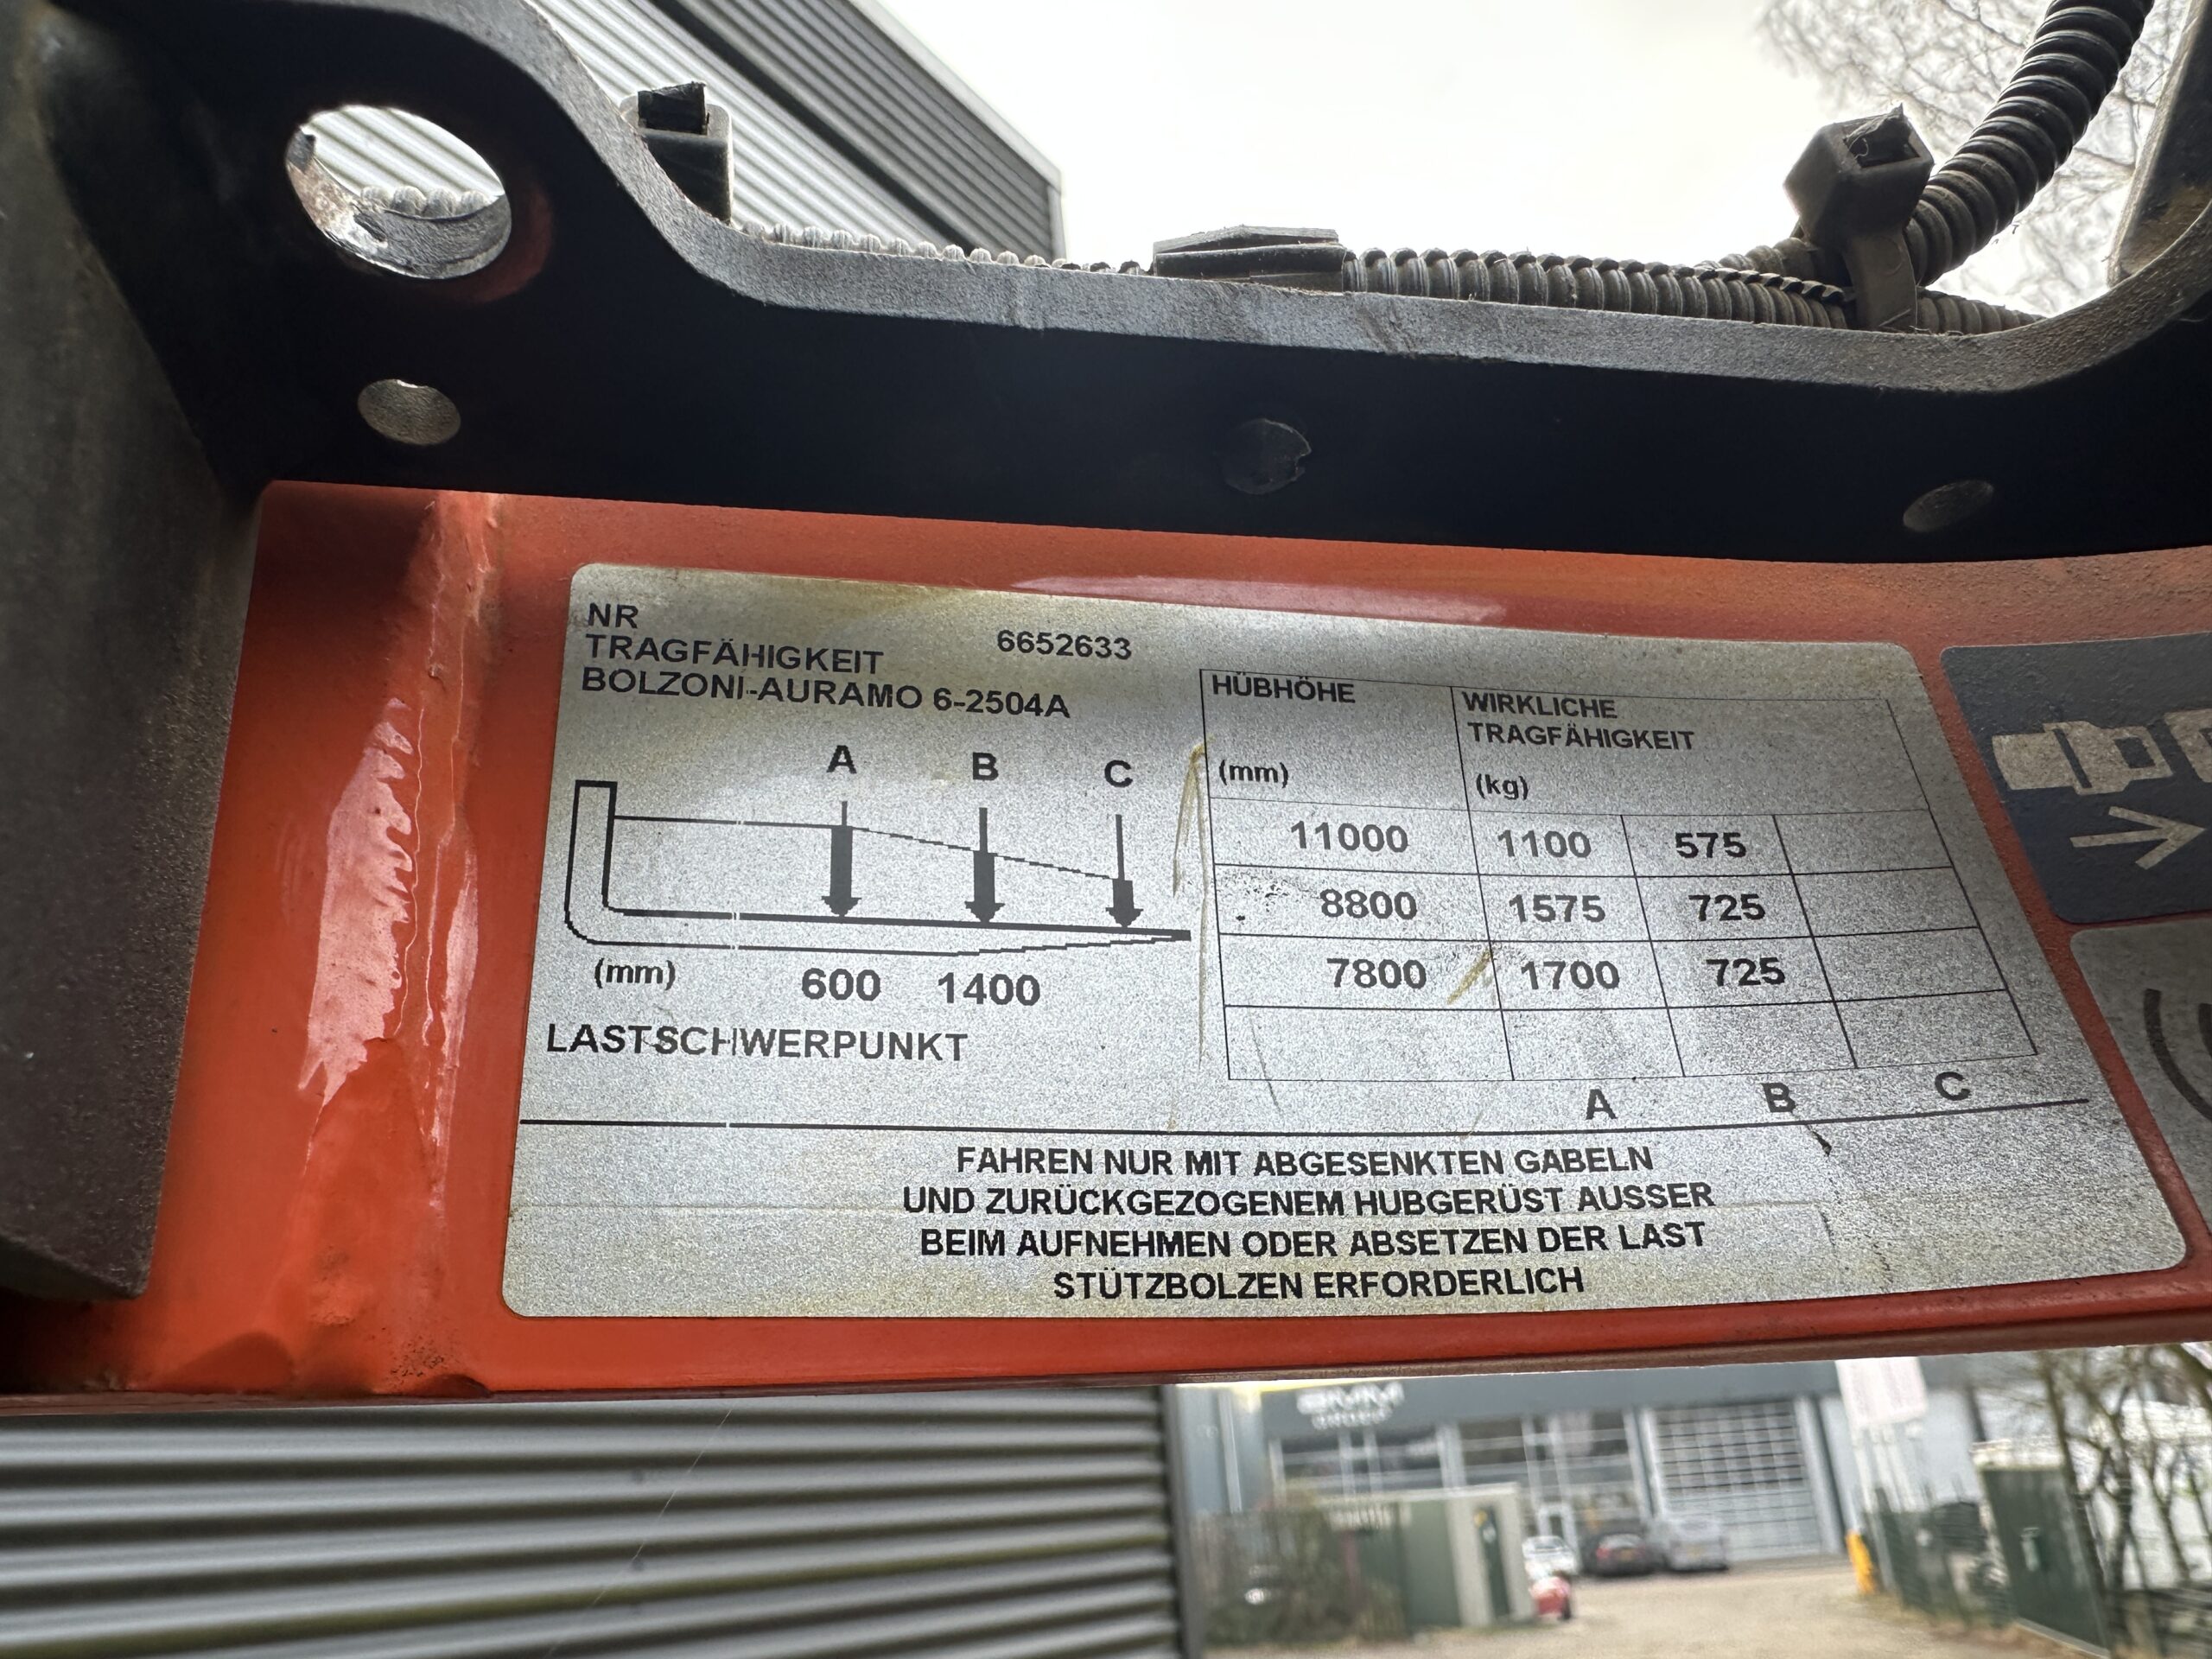 NR
TRAGFÄHIGKEIT 6652633
BOLZONI-AURAMO 6-2504A
A B C
(mm) 600 1400
LASTSCHWERPUNKT
HÜBHÖHE WIRKLICHE
TRAGFÄHIGKEIT
(mm) (kg)
11000 1100 575
8800 1575 725
7800 1700 725
A B C
FAHREN NUR MIT ABGESENKTEN GABELN
UND ZURÜCKGEZOGENEM HUBGERÜST AUSSER
BEIM AUFNEHMEN ODER ABSETZEN DER LAST
STÜTZBOLZEN ERFORDERLICH